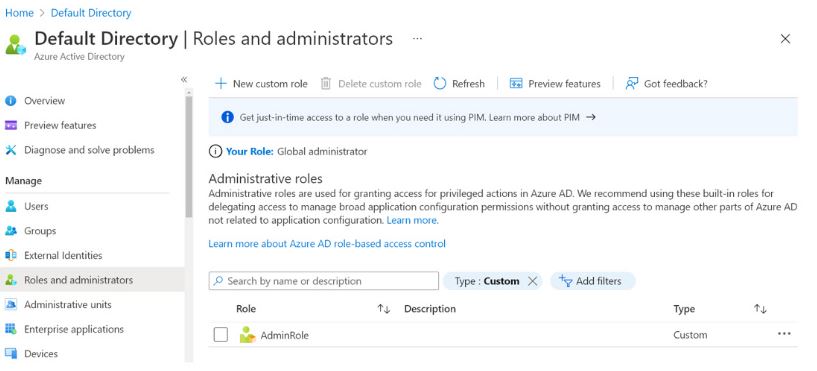 Home > Default Directory
Default Directory | Roles and administrators ...
Azure Active Directory
«
Overview
Preview features
Diagnose and solve problems
Manage
Users
Groups
External Identities
Roles and administrators
Administrative units
Enterprise applications
Devices
+ New custom role Delete custom role Refresh Preview features Got feedback?
Get just-in-time access to a role when you need it using PIM. Learn more about PIM →
Your Role: Global administrator
Administrative roles
Administrative roles are used for granting access for privileged actions in Azure AD. We recommend using these built-in roles for
delegating access to manage broad application configuration permissions without granting access to manage other parts of Azure AD
not related to application configuration. Learn more.
Learn more about Azure AD role-based access control
Search by name or description Type : Custom Add filters
Role Description Type
AdminRole Custom ...